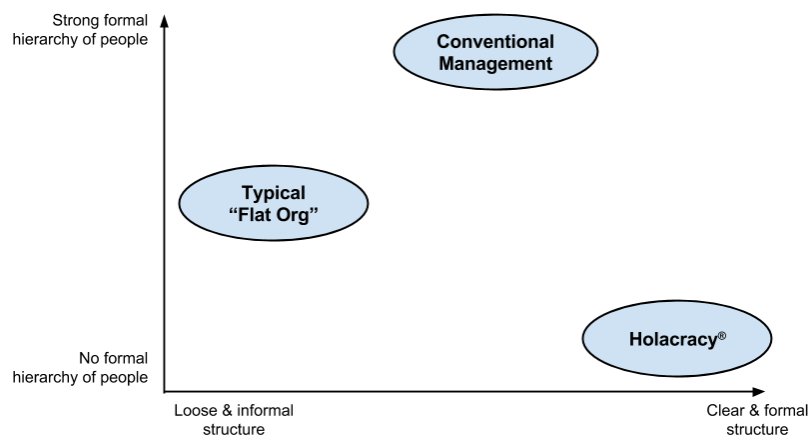 Strong formal
hierarchy of people
Conventional
Management
Typical
“Flat Org”
Holacracy®
No formal
hierarchy of people
Loose & informal
structure
Clear & formal
structure